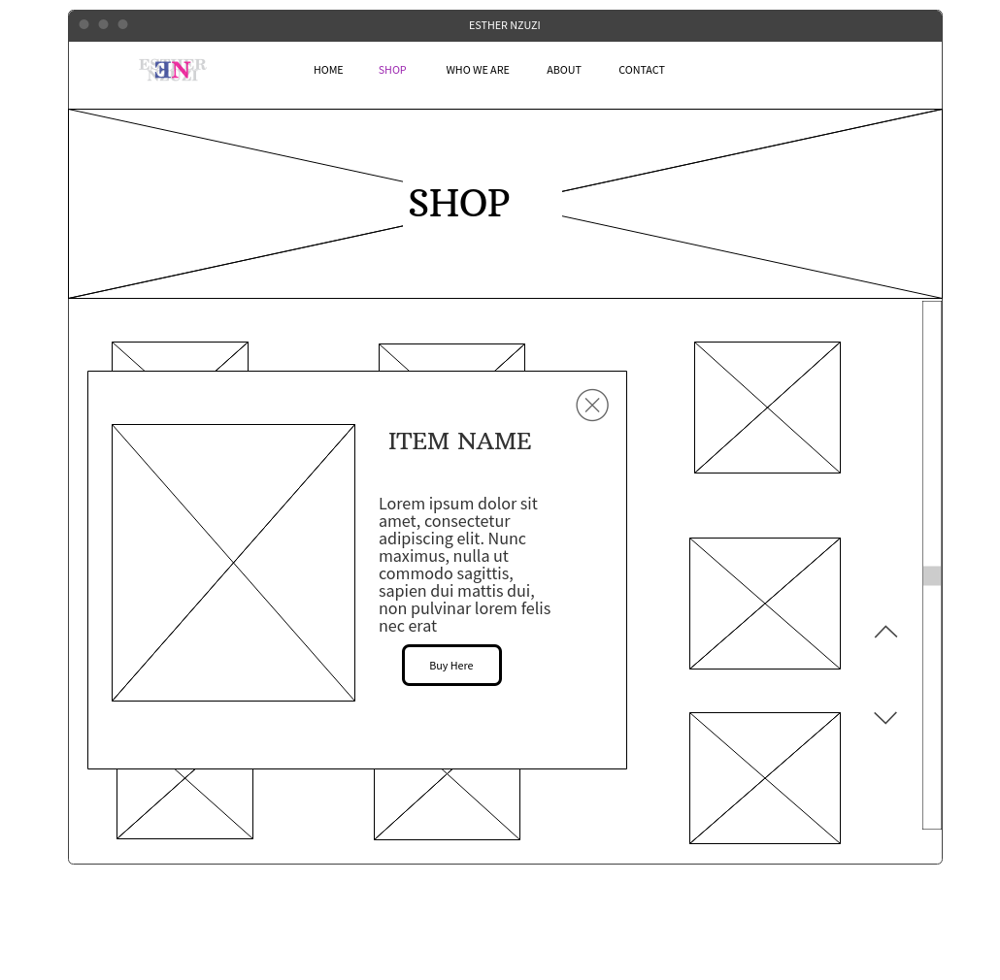 ESTHER NZUZI
ESTHER
NZUZI
EN
HOME SHOP WHO WE ARE ABOUT CONTACT
SHOP
ITEM NAME
Lorem ipsum dolor sit
amet, consectetur
adipiscing elit. Nunc
maximus, nulla ut
commodo sagittis,
sapien dui mattis dui,
non pulvinar lorem felis
nec erat
Buy Here